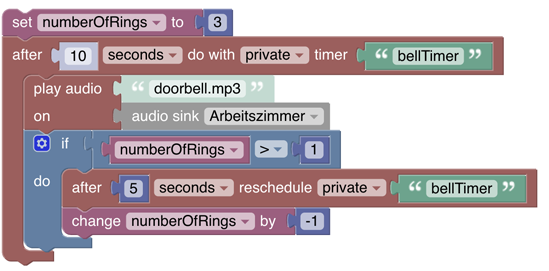 set numberOfRings to 3
after 10 seconds do with private timer “ bellTimer ”
play audio “ doorbell.mp3 ”
on audio sink Arbeitszimmer
if numberOfRings > 1
do after 5 seconds reschedule private “ bellTimer ”
change numberOfRings by -1